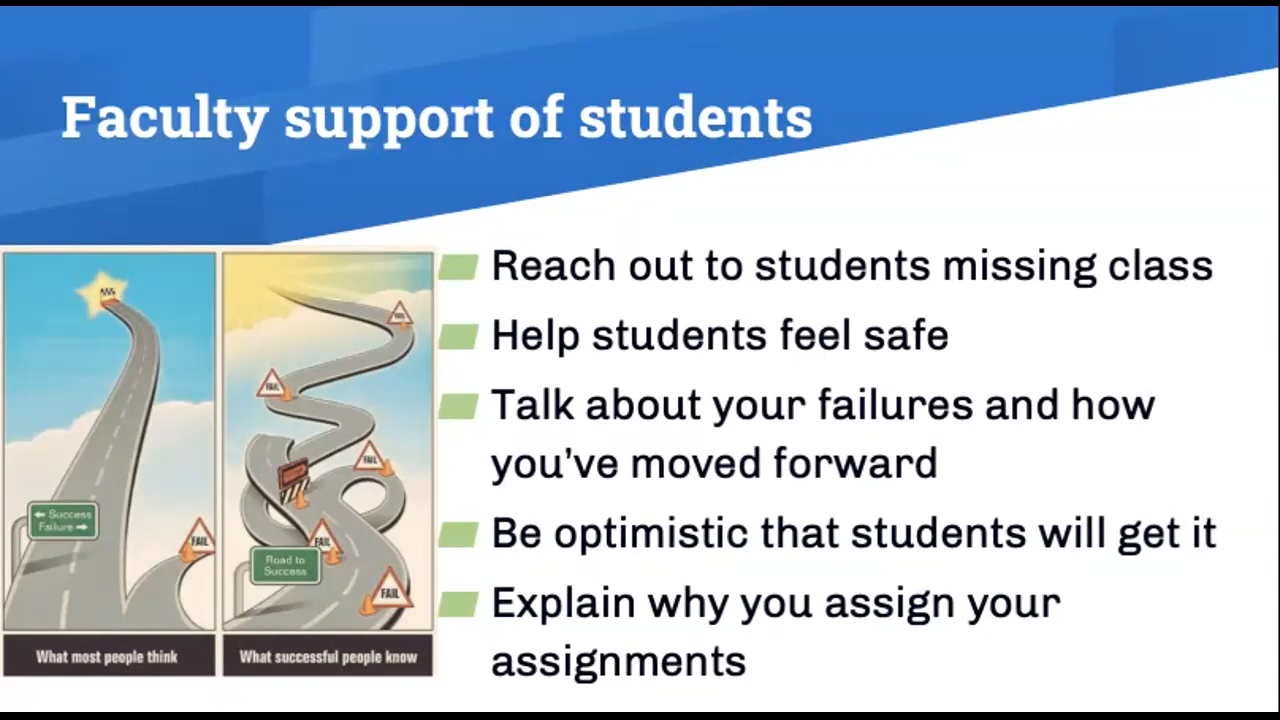 Faculty support of students
Reach out to students missing class
Help students feel safe
Talk about your failures and how
you've moved forward
Be optimistic that students will get it
Explain why you assign your
assignments
← Success
Failure →
FAIL
What most people think
FAIL
FAIL
FAIL
FAIL
Road to
Success
FAIL
What successful people know